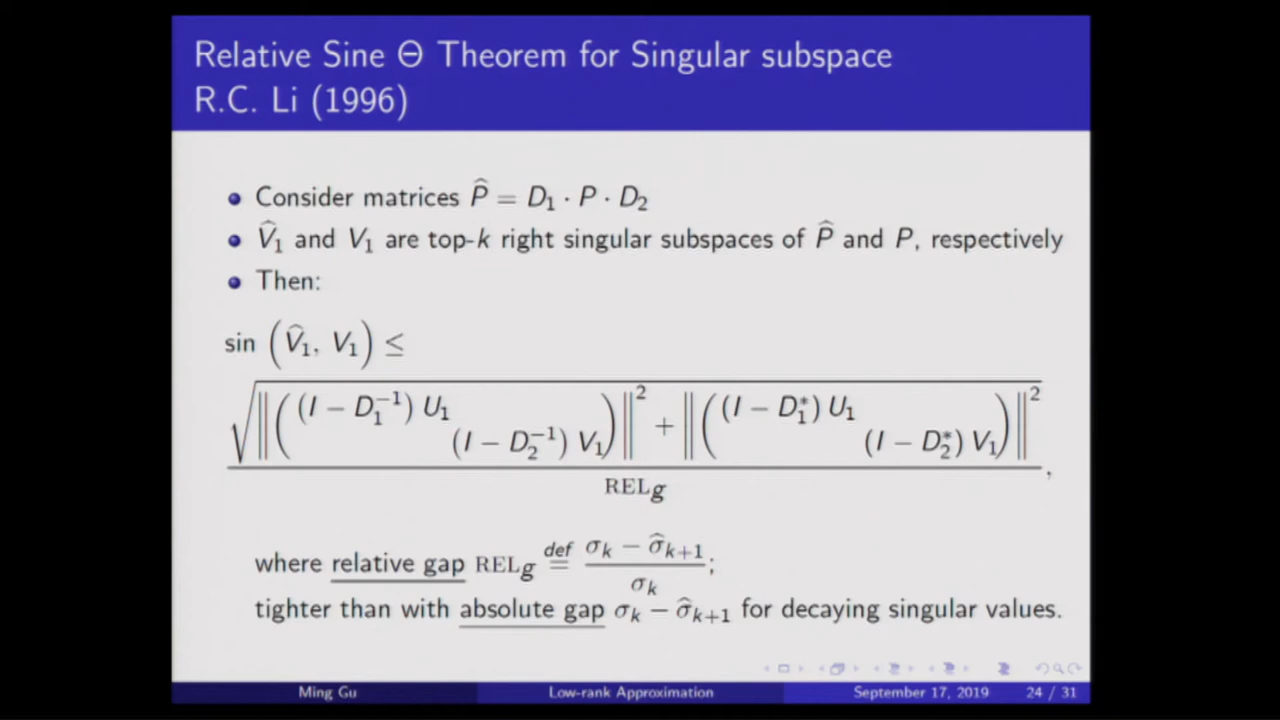 Relative Sine Θ Theorem for Singular subspace
R.C. Li (1996)
Consider matrices P̂ = D₁ · P · D₂
V̂₁ and V₁ are top-k right singular subspaces of P̂ and P, respectively
Then:
sin (V̂₁, V₁) ≤
√‖((I − D₁⁻¹) U₁ (I − D₂⁻¹) V₁)‖² + ‖((I − D₁*) U₁ (I − D₂*) V₁)‖²
RELg ,
where relative gap RELg def= (σₖ − σ̂ₖ₊₁) / σₖ;
tighter than with absolute gap σₖ − σ̂ₖ₊₁ for decaying singular values.
Ming Gu Low-rank Approximation September 17, 2019 24 / 31